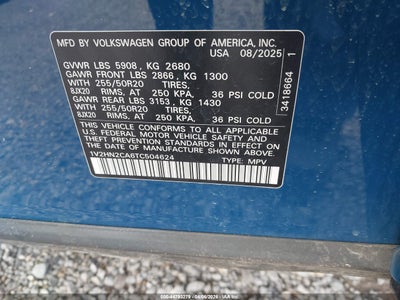 MFD. BY VOLKSWAGEN GROUP OF AMERICA, INC.
USA 08/2025
GVWR LBS 5908, KG 2680
GAWR FRONT LBS 2866, KG 1300
WITH 255/50R20 TIRES,
8JX20 RIMS, AT 250 KPA, 36 PSI COLD
GAWR REAR LBS 3153, KG 1430
WITH 255/50R20 TIRES,
8JX20 RIMS, AT 250 KPA, 36 PSI COLD
THIS VEHICLE CONFORMS TO ALL APPLICABLE
U.S. FEDERAL MOTOR VEHICLE SAFETY, BUMPER,
AND THEFT PREVENTION STANDARDS IN EFFECT ON
THE DATE OF MANUFACTURE SHOWN ABOVE.
1V2HN2CA6TC504624 TYPE: MPV
3418664 1